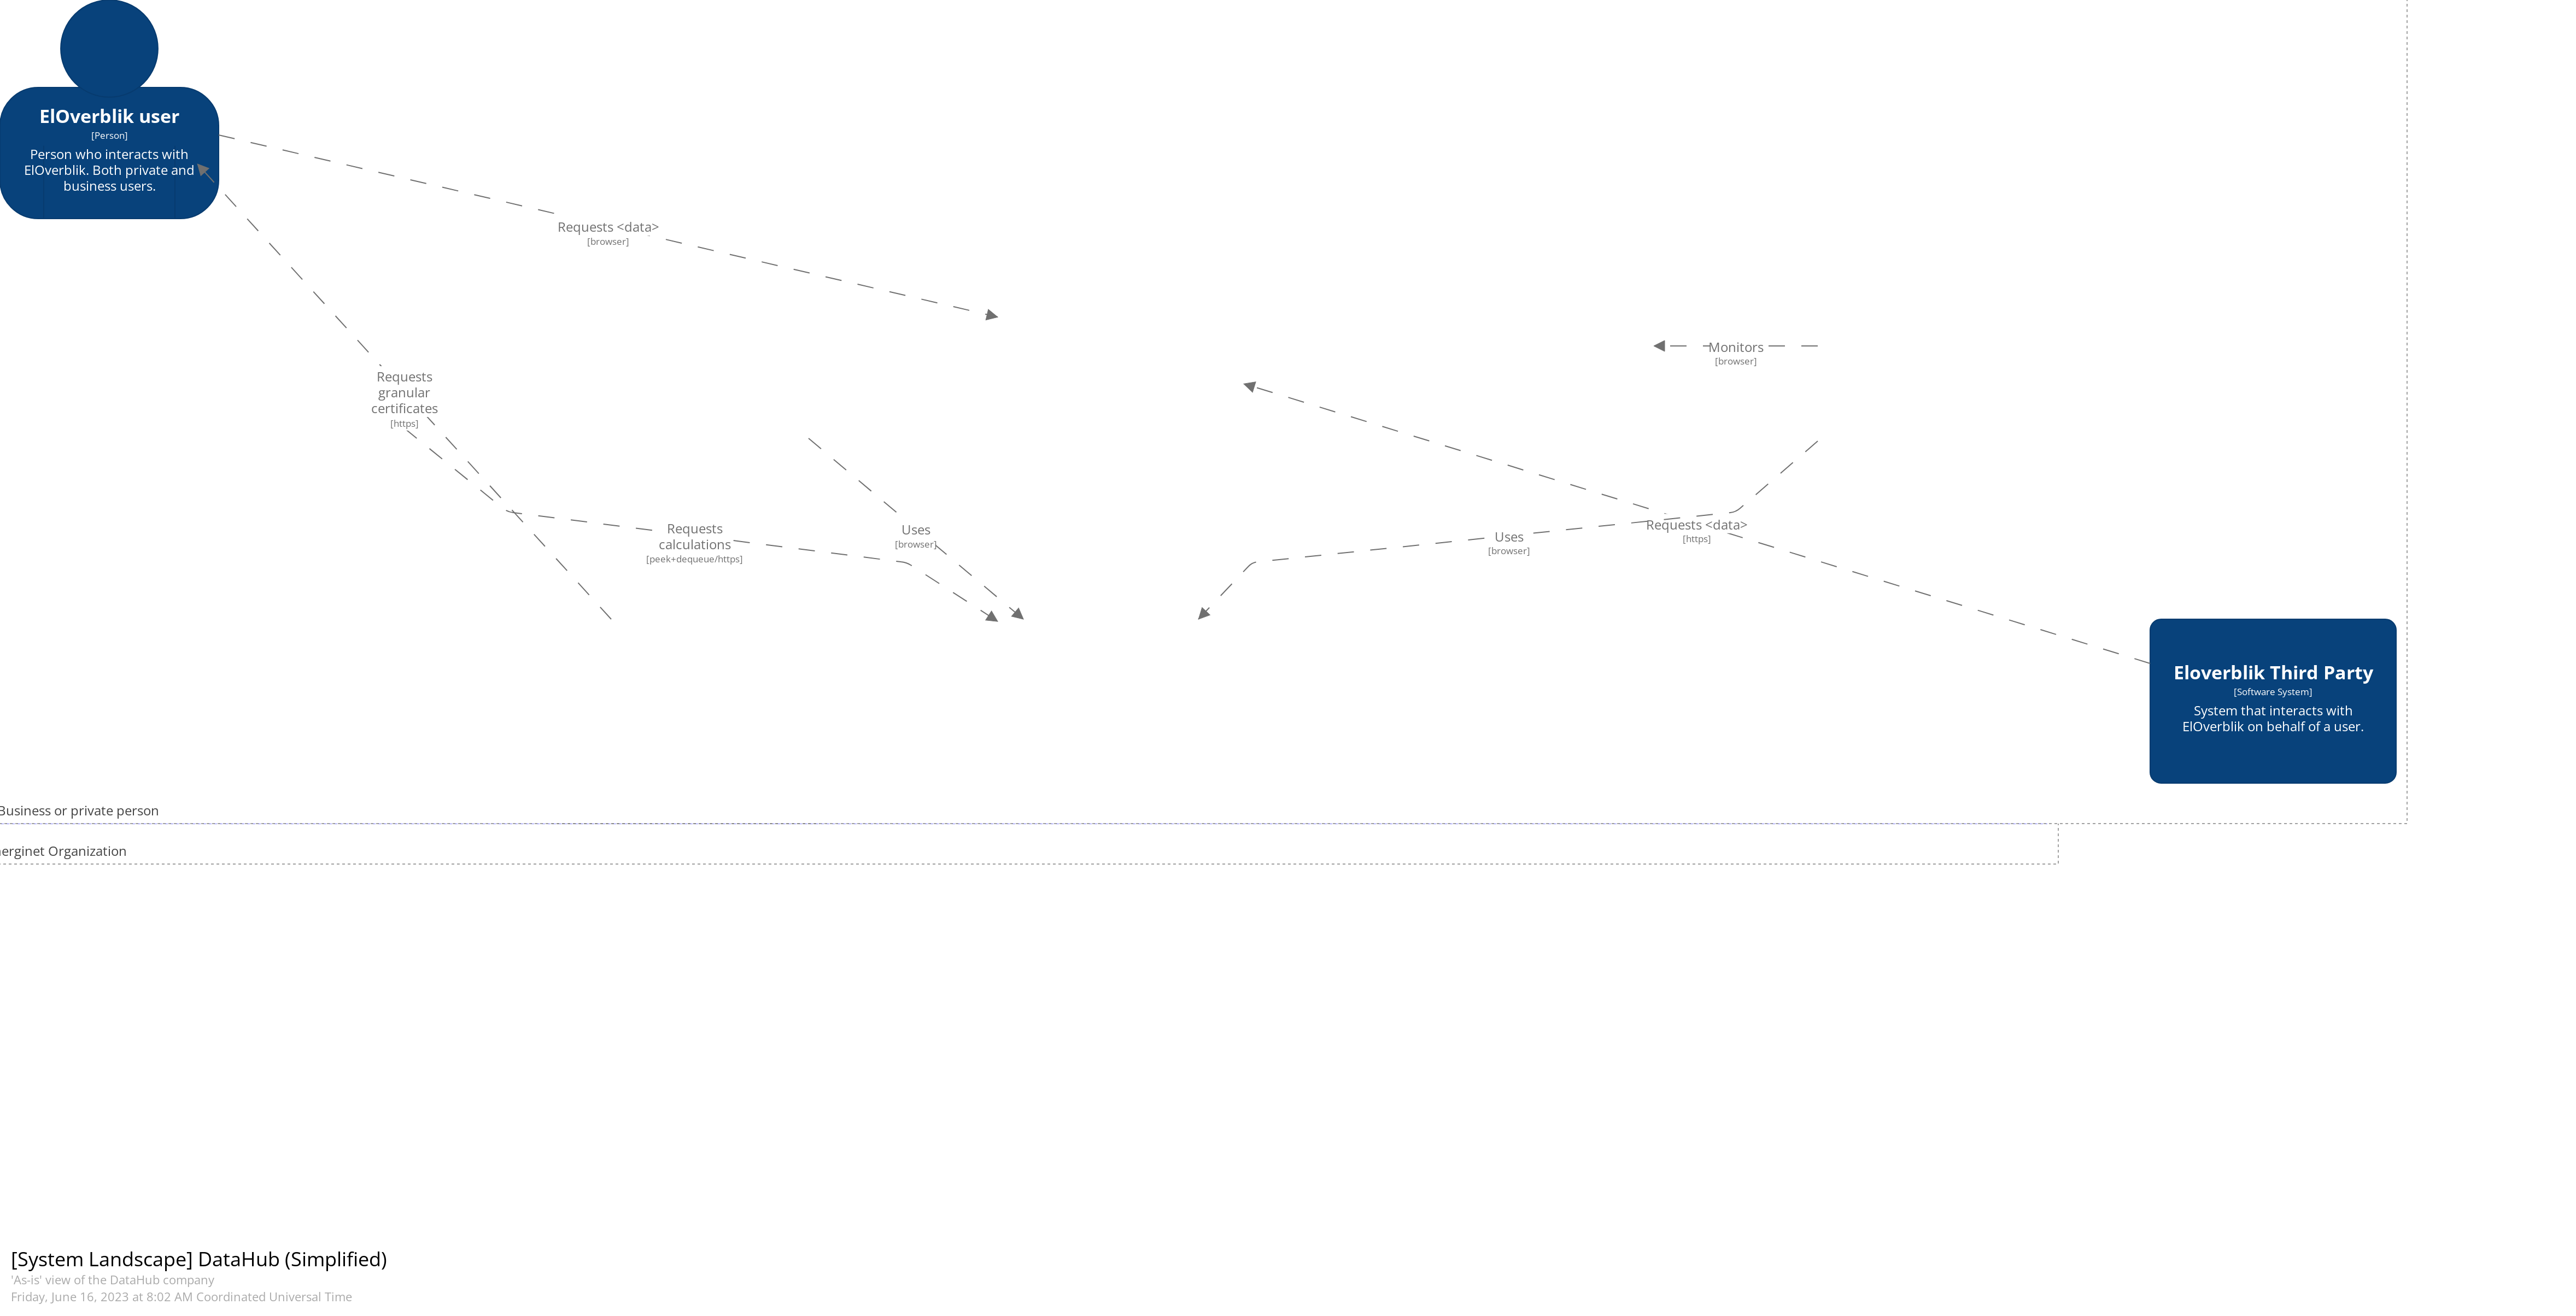 ElOverblik user
[Person]
Person who interacts with
ElOverblik. Both private and
business users.
Requests <data>
[browser]
Monitors
[browser]
Requests
granular
certificates
[https]
Requests
calculations
[peek+dequeue/https]
Uses
[browser]
Uses
[browser]
Requests <data>
[https]
Eloverblik Third Party
[Software System]
System that interacts with
ElOverblik on behalf of a user.
Business or private person
nerginet Organization
[System Landscape] DataHub (Simplified)
'As-is' view of the DataHub company
Friday, June 16, 2023 at 8:02 AM Coordinated Universal Time